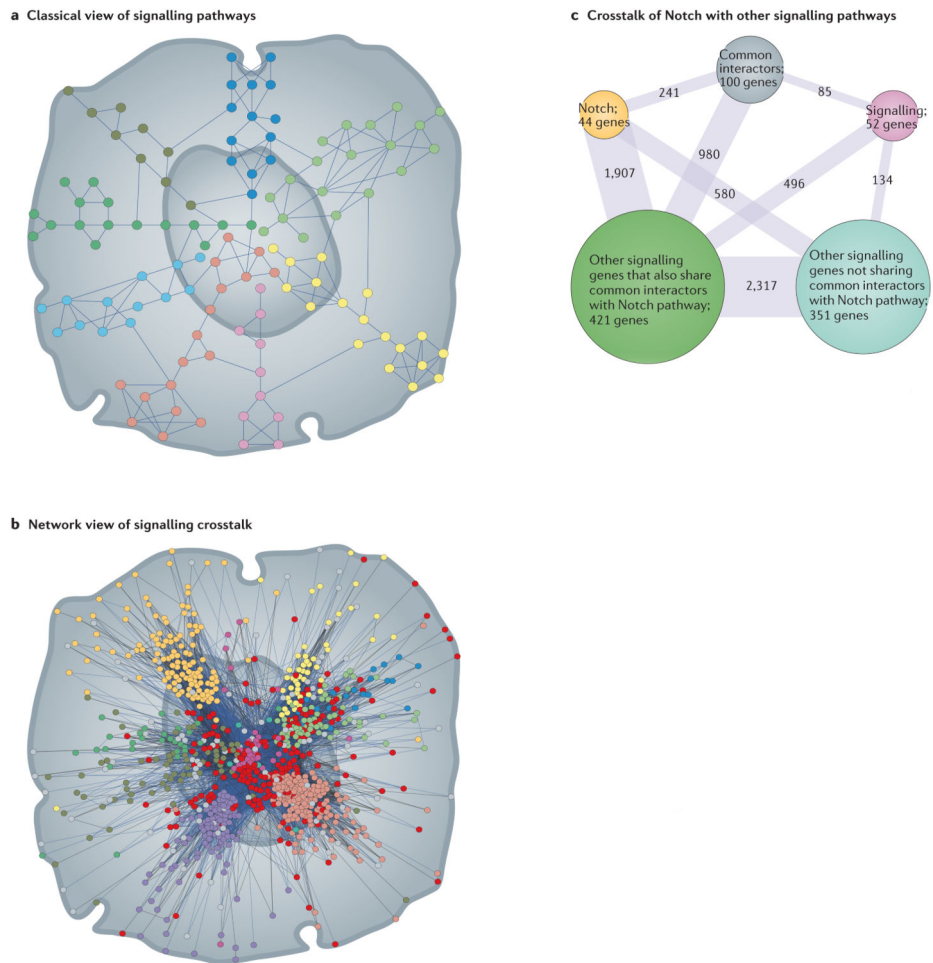 a Classical view of signalling pathways
c Crosstalk of Notch with other signalling pathways
Common
interactors;
100 genes
241
85
Notch;
44 genes
Signalling;
52 genes
980
1,907
580
496
134
Other signalling
genes that also share
common interactors
with Notch pathway;
421 genes
2,317
Other signalling
genes not sharing
common interactors
with Notch pathway;
351 genes
b Network view of signalling crosstalk